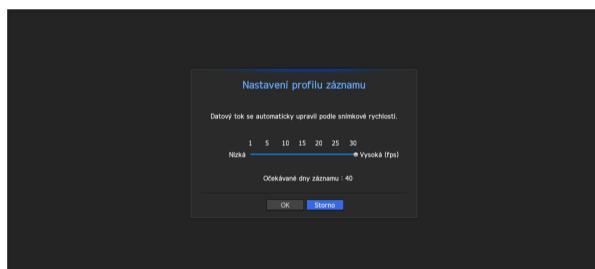 Nastavení profilu záznamu
Datový tok se automaticky upravil podle snímkové rychlosti.
1 5 10 15 20 25 30
Nízká Vysoká (fps)
Očekávané dny záznamu : 40
OK Storno